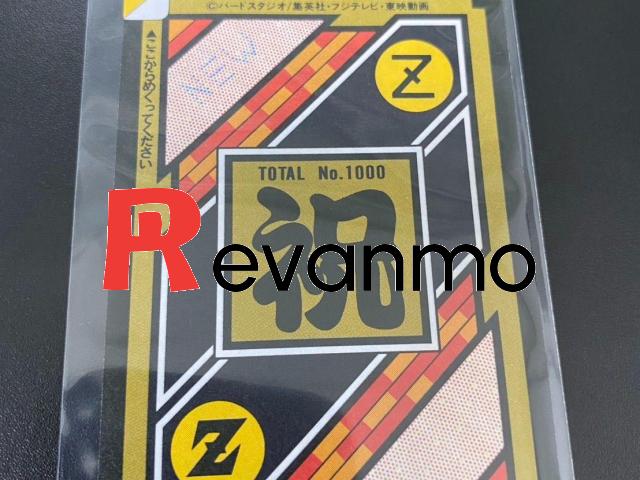 ©バードスタジオ/集英社・フジテレビ・東映動画
▲ここからめくってください
NEW
Z
TOTAL No.1000
祝
Revanmo
Z